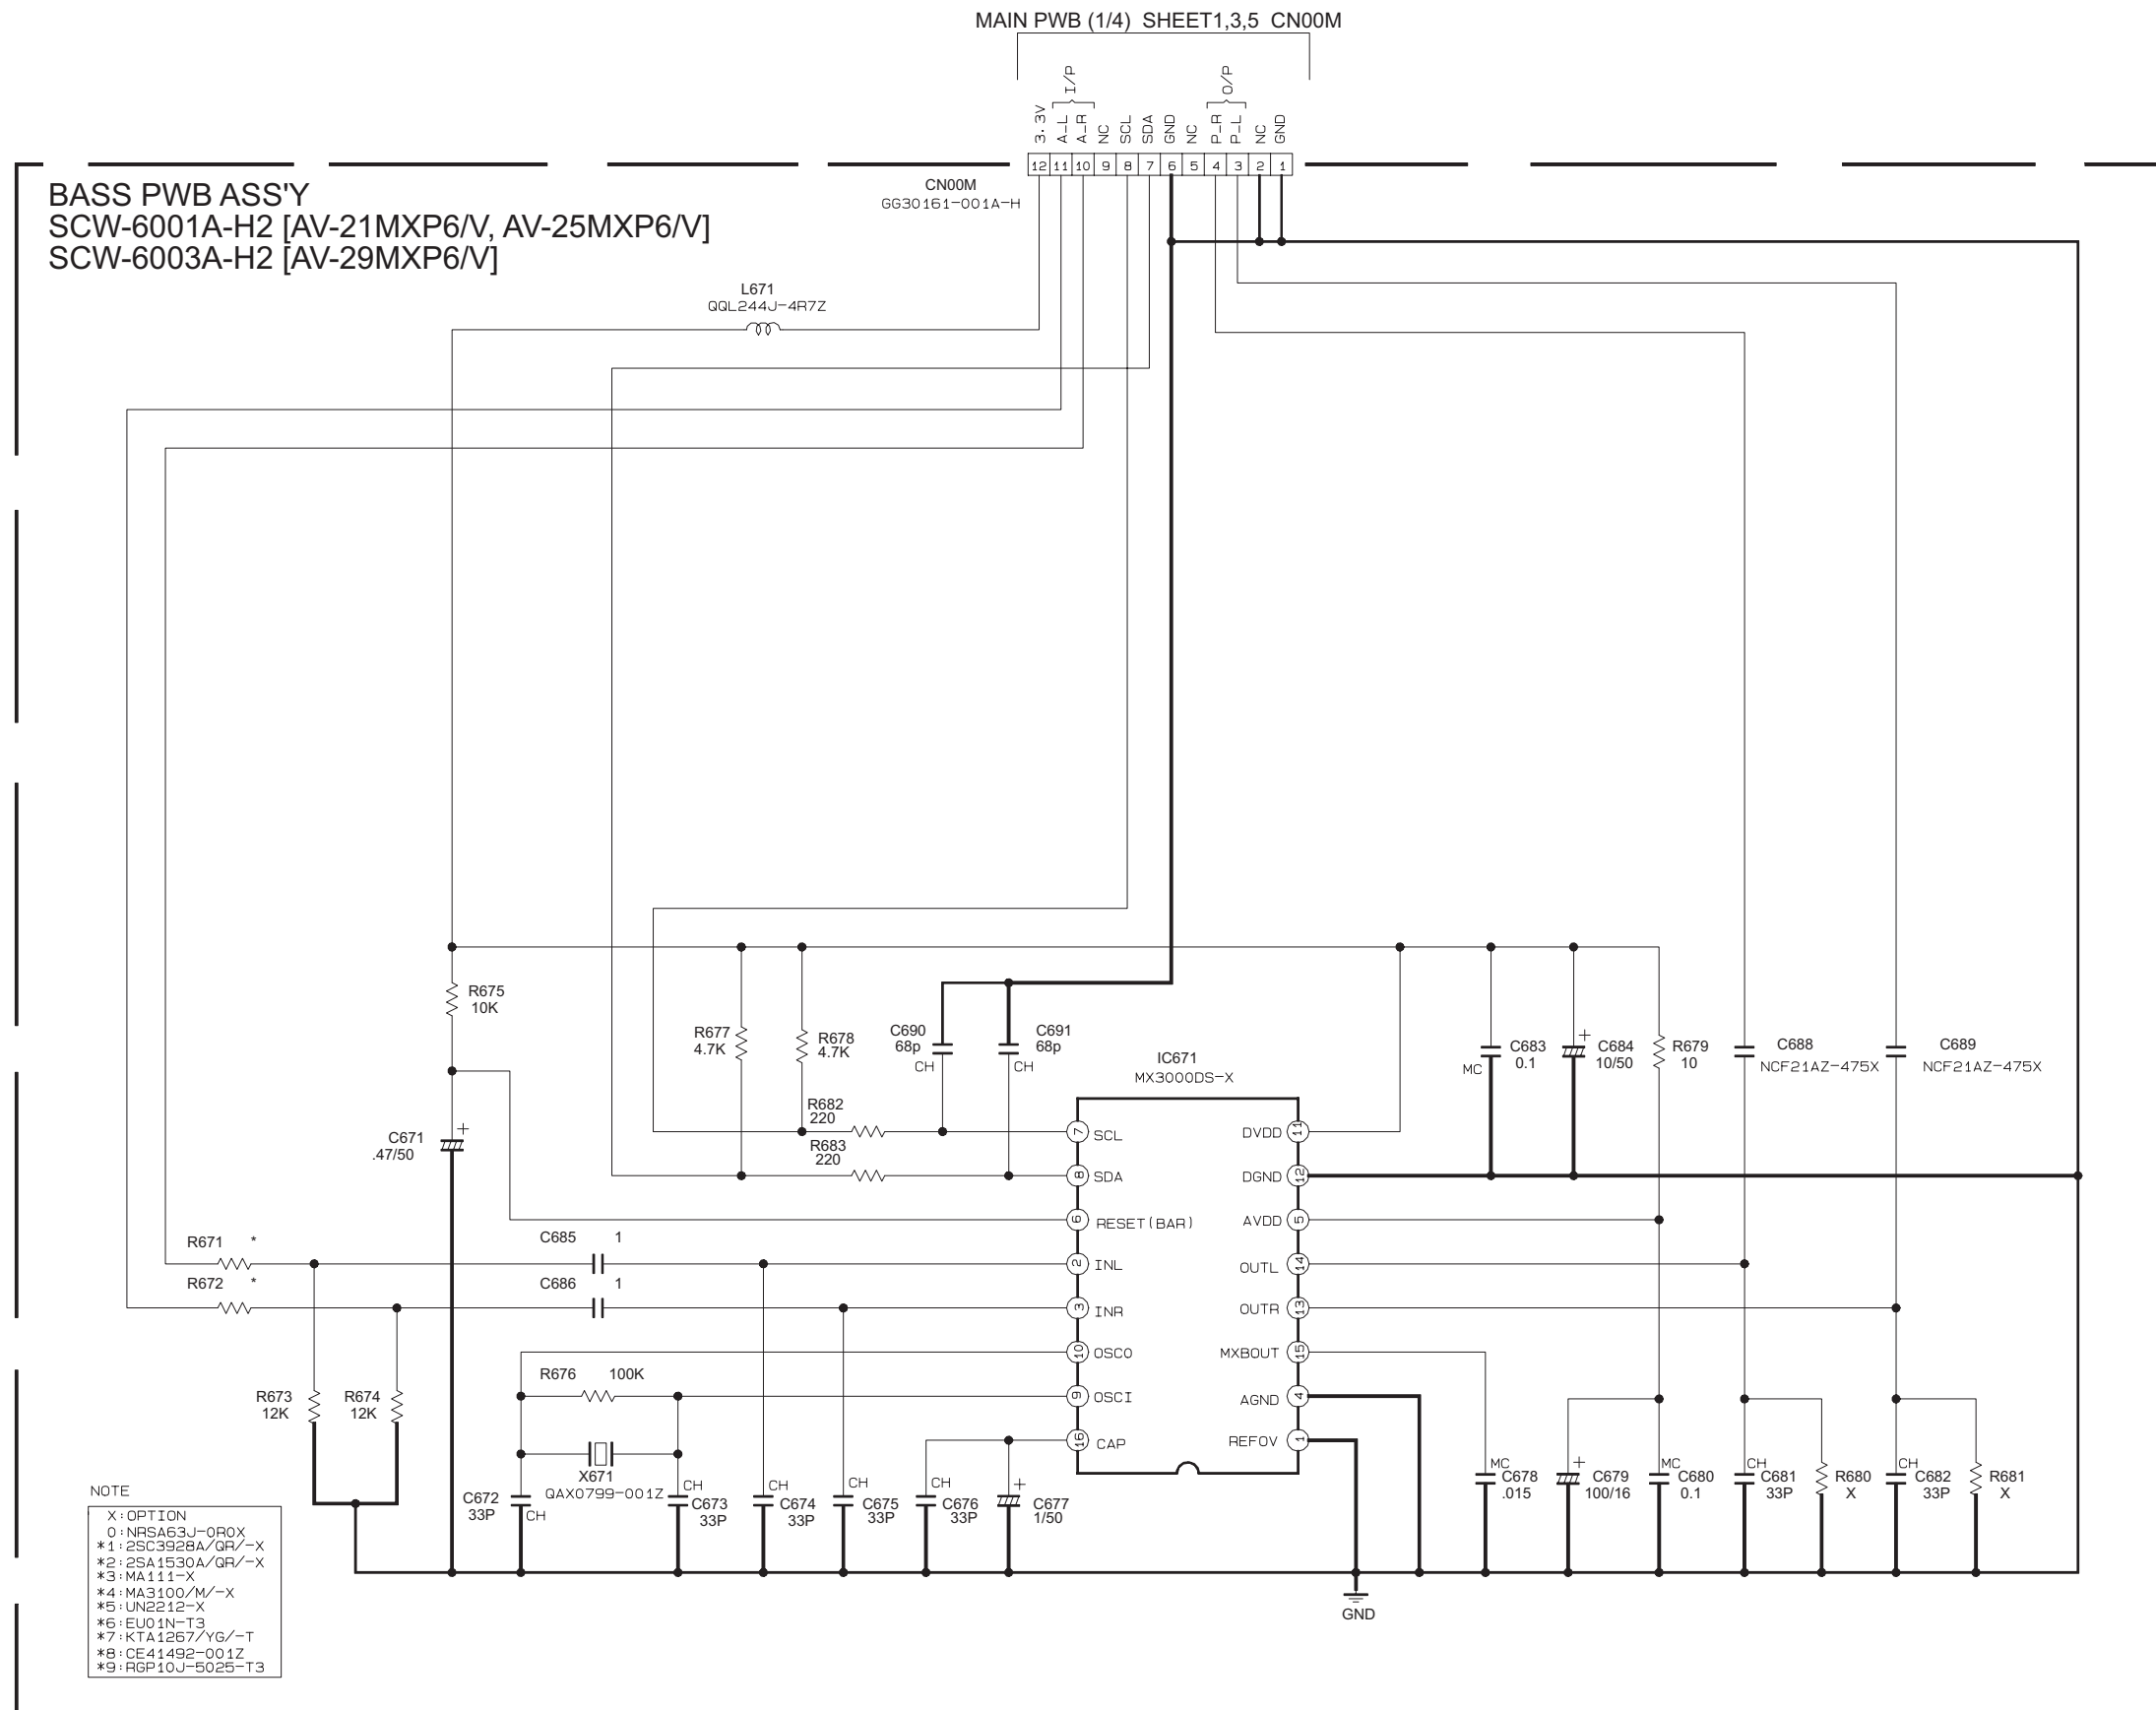 MAIN PWB (1/4) SHEET1,3,5 CN00M
I/P
O/P
3.3V
A_L
A_R
NC
SCL
SDA
GND
NC
P_R
P_L
NC
GND
12 11 10 9 8 7 6 5 4 3 2 1
CN00M
GG30161-001A-H
BASS PWB ASS'Y
SCW-6001A-H2 [AV-21MXP6/V, AV-25MXP6/V]
SCW-6003A-H2 [AV-29MXP6/V]
L671
QQL244J-4R7Z
R675
10K
R677
4.7K
R678
4.7K
C690
68p
CH
C691
68p
CH
IC671
MX3000DS-X
MC
C683
0.1
+
C684
10/50
R679
10
C688
NCF21AZ-475X
C689
NCF21AZ-475X
C671
.47/50
+
R682
220
R683
220
7 SCL
8 SDA
6 RESET(BAR)
2 INL
3 INR
10 OSCO
9 OSCI
16 CAP
DVDD 11
DGND 12
AVDD 5
OUTL 14
OUTR 13
MXBOUT 15
AGND 4
REFOV 1
R671 *
R672 *
C685 1
C686 1
R673
12K
R674
12K
R676 100K
X671
QAX0799-001Z
C672
33P
CH
CH
C673
33P
CH
C674
33P
CH
C675
33P
CH
C676
33P
+
C677
1/50
MC
C678
.015
+
C679
100/16
MC
C680
0.1
CH
C681
33P
R680
X
CH
C682
33P
R681
X
GND
NOTE
X:OPTION
0:NRSA63J-0R0X
*1:2SC3928A/QR/-X
*2:2SA1530A/QR/-X
*3:MA111-X
*4:MA3100/M/-X
*5:UN2212-X
*6:EU01N-T3
*7:KTA1267/YG/-T
*8:CE41492-001Z
*9:RGP10J-5025-T3